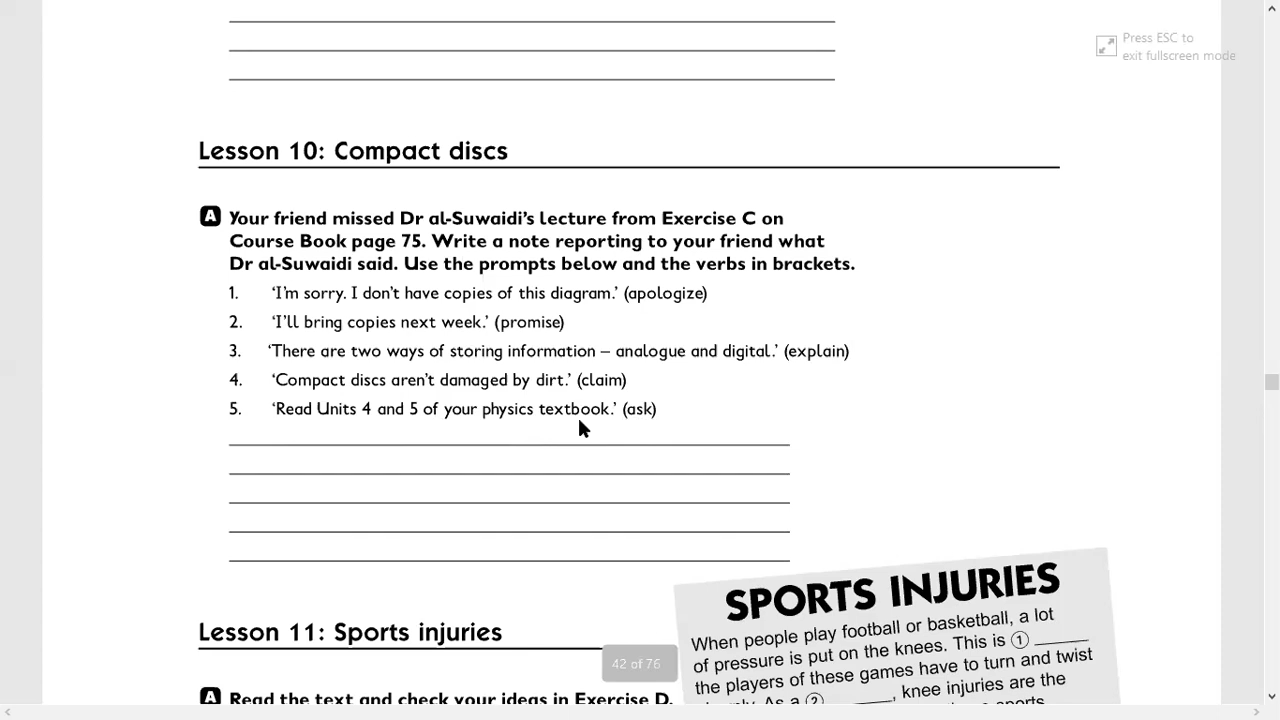 Press ESC to
exit fullscreen mode
Lesson 10: Compact discs
A Your friend missed Dr al-Suwaidi's lecture from Exercise C on
Course Book page 75. Write a note reporting to your friend what
Dr al-Suwaidi said. Use the prompts below and the verbs in brackets.
1. 'I'm sorry. I don't have copies of this diagram.' (apologize)
2. 'I'll bring copies next week.' (promise)
3. 'There are two ways of storing information – analogue and digital.' (explain)
4. 'Compact discs aren't damaged by dirt.' (claim)
5. 'Read Units 4 and 5 of your physics textbook.' (ask)
SPORTS INJURIES
When people play football or basketball, a lot
of pressure is put on the knees. This is ① ______
the players of these games have to turn and twist
As a ② ______, knee injuries are the
sports
Lesson 11: Sports injuries
42 of 76
A Read the text and check your ideas in Exercise D.